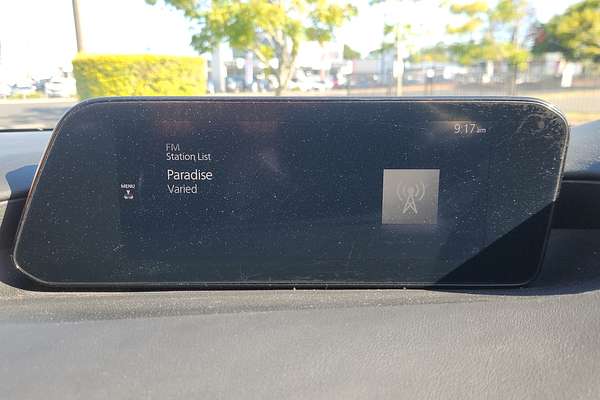 9:17 am
FM
Station List
Paradise
Varied
MENU